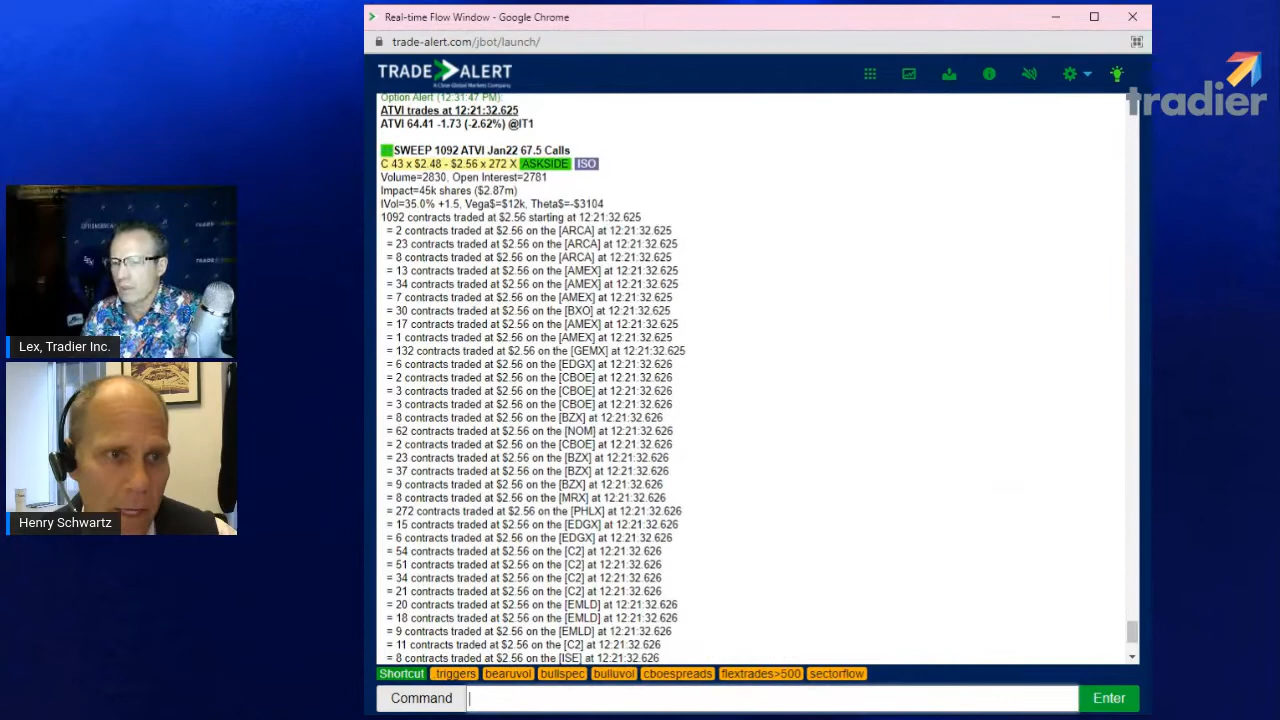 Real-time Flow Window - Google Chrome
trade-alert.com/jbot/launch/
TRADE ALERT
A Cboe Global Markets Company
tradier
Option Alert (12:31:47 PM):
ATVI trades at 12:21:32.625
ATVI 64.41 -1.73 (-2.62%) @IT1
SWEEP 1092 ATVI Jan22 67.5 Calls
C 43 x $2.48 - $2.56 x 272 X ASKSIDE ISO
Volume=2830, Open Interest=2781
Impact=45k shares ($2.87m)
IVol=35.0% +1.5, Vega$=$12k, Theta$=-$3104
1092 contracts traded at $2.56 starting at 12:21:32.625
= 2 contracts traded at $2.56 on the [ARCA] at 12:21:32.625
= 23 contracts traded at $2.56 on the [ARCA] at 12:21:32.625
= 8 contracts traded at $2.56 on the [ARCA] at 12:21:32.625
= 13 contracts traded at $2.56 on the [AMEX] at 12:21:32.625
= 34 contracts traded at $2.56 on the [AMEX] at 12:21:32.625
= 7 contracts traded at $2.56 on the [AMEX] at 12:21:32.625
= 30 contracts traded at $2.56 on the [BXO] at 12:21:32.625
= 17 contracts traded at $2.56 on the [AMEX] at 12:21:32.625
= 1 contracts traded at $2.56 on the [AMEX] at 12:21:32.625
= 132 contracts traded at $2.56 on the [GEMX] at 12:21:32.625
= 6 contracts traded at $2.56 on the [EDGX] at 12:21:32.626
= 2 contracts traded at $2.56 on the [CBOE] at 12:21:32.626
= 3 contracts traded at $2.56 on the [CBOE] at 12:21:32.626
= 3 contracts traded at $2.56 on the [CBOE] at 12:21:32.626
= 8 contracts traded at $2.56 on the [BZX] at 12:21:32.626
= 62 contracts traded at $2.56 on the [NOM] at 12:21:32.626
= 2 contracts traded at $2.56 on the [CBOE] at 12:21:32.626
= 23 contracts traded at $2.56 on the [BZX] at 12:21:32.626
= 37 contracts traded at $2.56 on the [BZX] at 12:21:32.626
= 9 contracts traded at $2.56 on the [BZX] at 12:21:32.626
= 8 contracts traded at $2.56 on the [MRX] at 12:21:32.626
= 272 contracts traded at $2.56 on the [PHLX] at 12:21:32.626
= 15 contracts traded at $2.56 on the [EDGX] at 12:21:32.626
= 6 contracts traded at $2.56 on the [EDGX] at 12:21:32.626
= 54 contracts traded at $2.56 on the [C2] at 12:21:32.626
= 51 contracts traded at $2.56 on the [C2] at 12:21:32.626
= 34 contracts traded at $2.56 on the [C2] at 12:21:32.626
= 21 contracts traded at $2.56 on the [C2] at 12:21:32.626
= 20 contracts traded at $2.56 on the [EMLD] at 12:21:32.626
= 18 contracts traded at $2.56 on the [EMLD] at 12:21:32.626
= 9 contracts traded at $2.56 on the [EMLD] at 12:21:32.626
= 11 contracts traded at $2.56 on the [C2] at 12:21:32.626
= 8 contracts traded at $2.56 on the [ISE] at 12:21:32.626
Shortcut triggers bearuvol bullspec bulluvol cboespreads flextrades>500 sectorflow
Command Enter
Lex, Tradier Inc.
Henry Schwartz